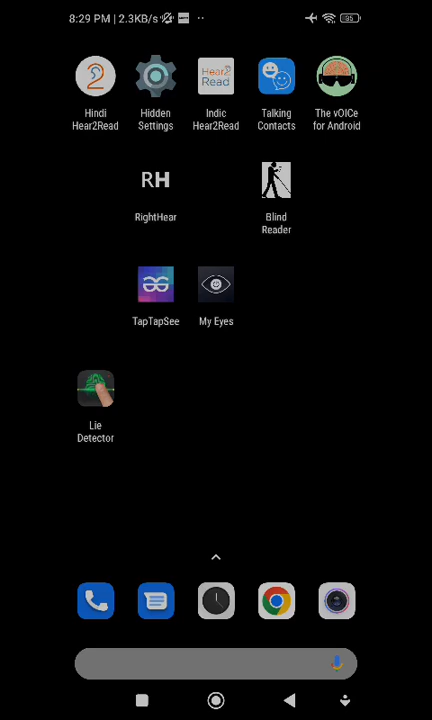 8:29 PM | 2.3KB/s
95
Hear2
Read
Hindi
Hear2Read
Hidden
Settings
Indic
Hear2Read
Talking
Contacts
The vOICe
for Android
RH
RightHear
Blind
Reader
TapTapSee
My Eyes
Lie
Detector